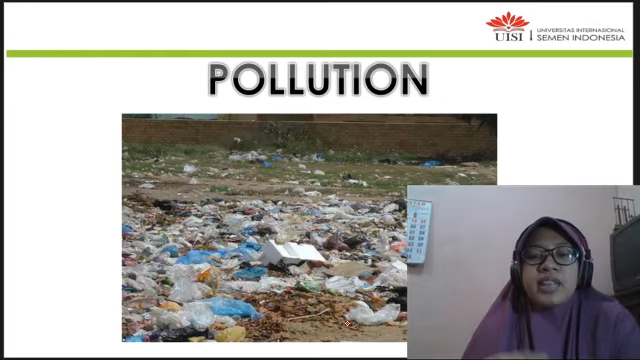 UISI
UNIVERSITAS INTERNASIONAL
SEMEN INDONESIA
POLLUTION